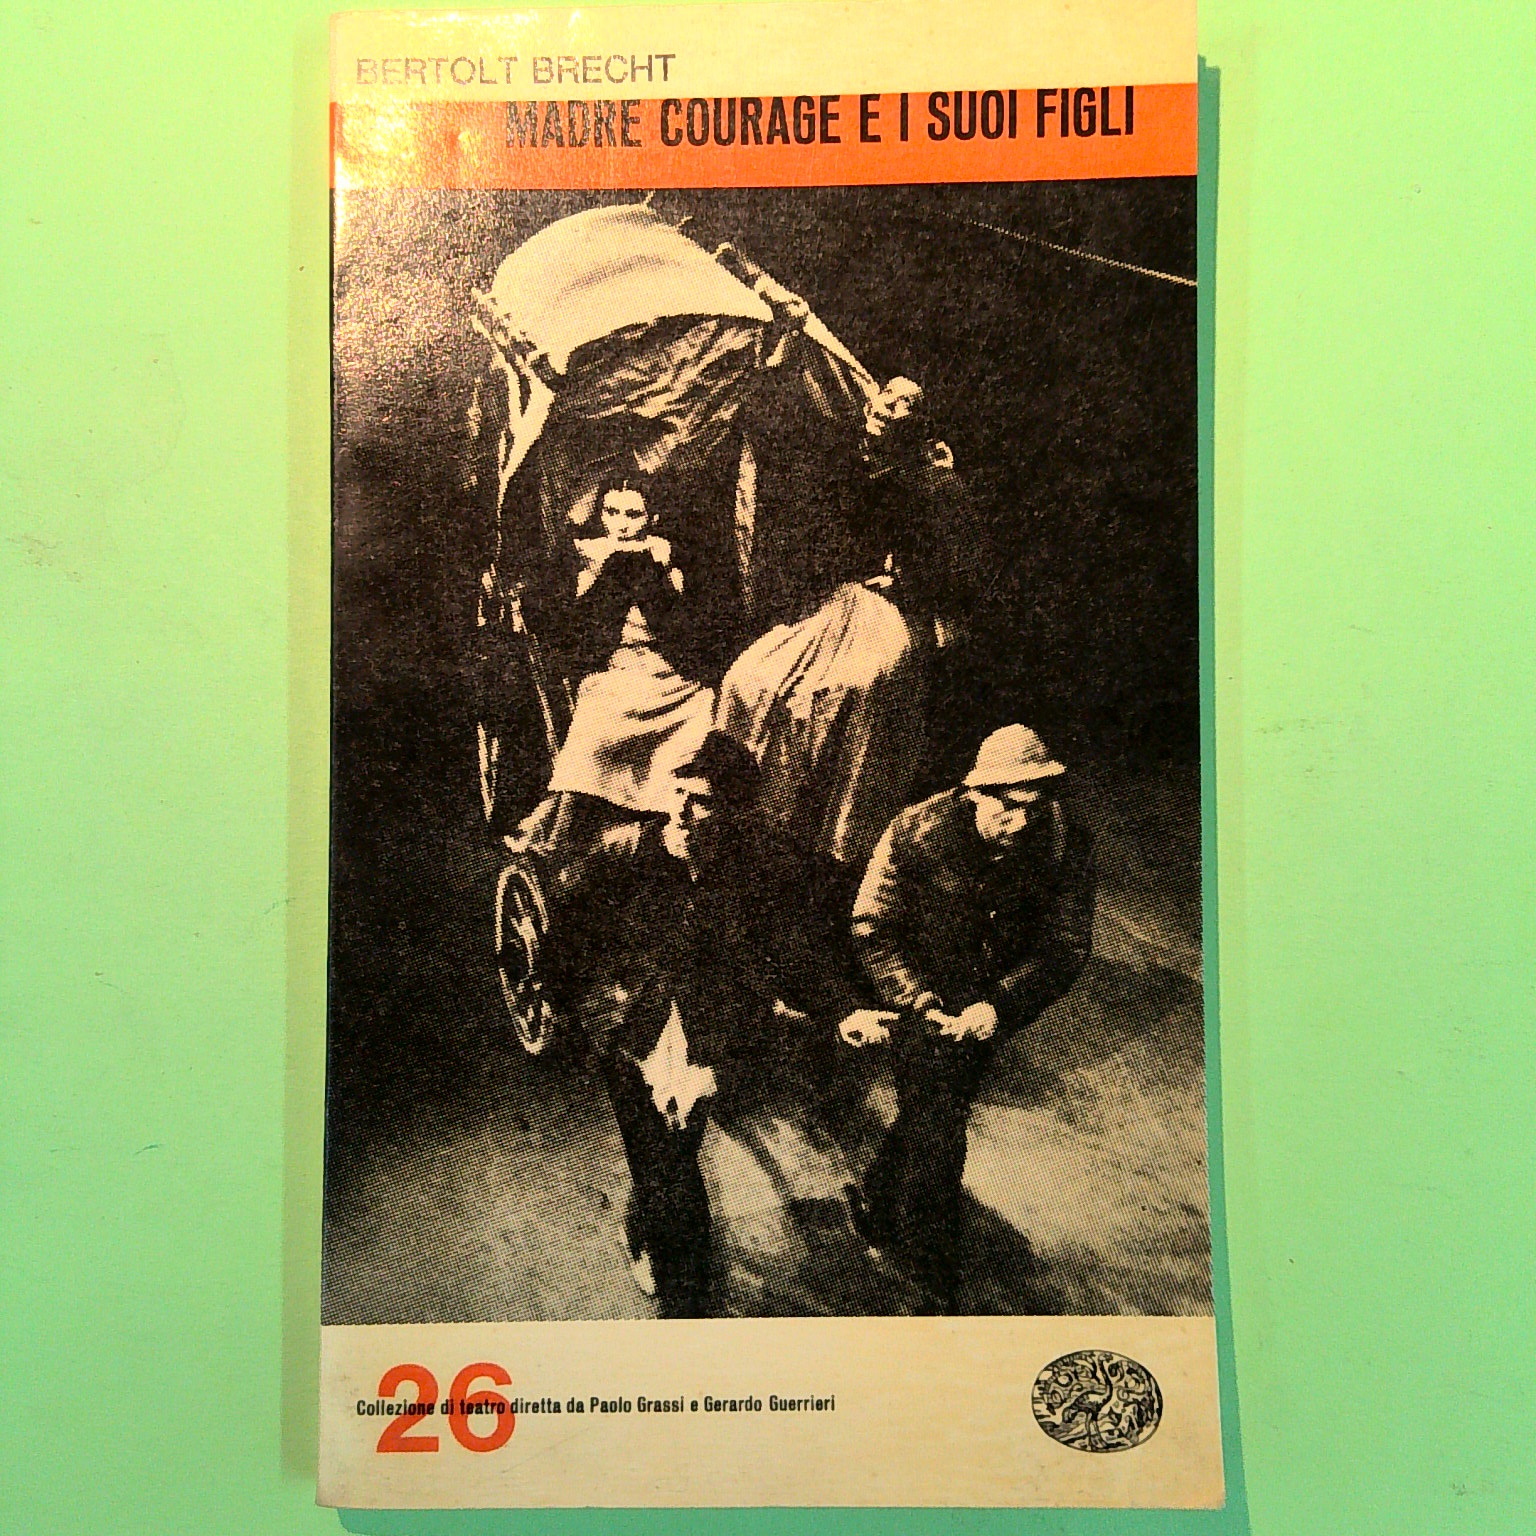 BERTOLT BRECHT
MADRE COURAGE E I SUOI FIGLI
26
Collezione di teatro diretta da Paolo Grassi e Gerardo Guerrieri